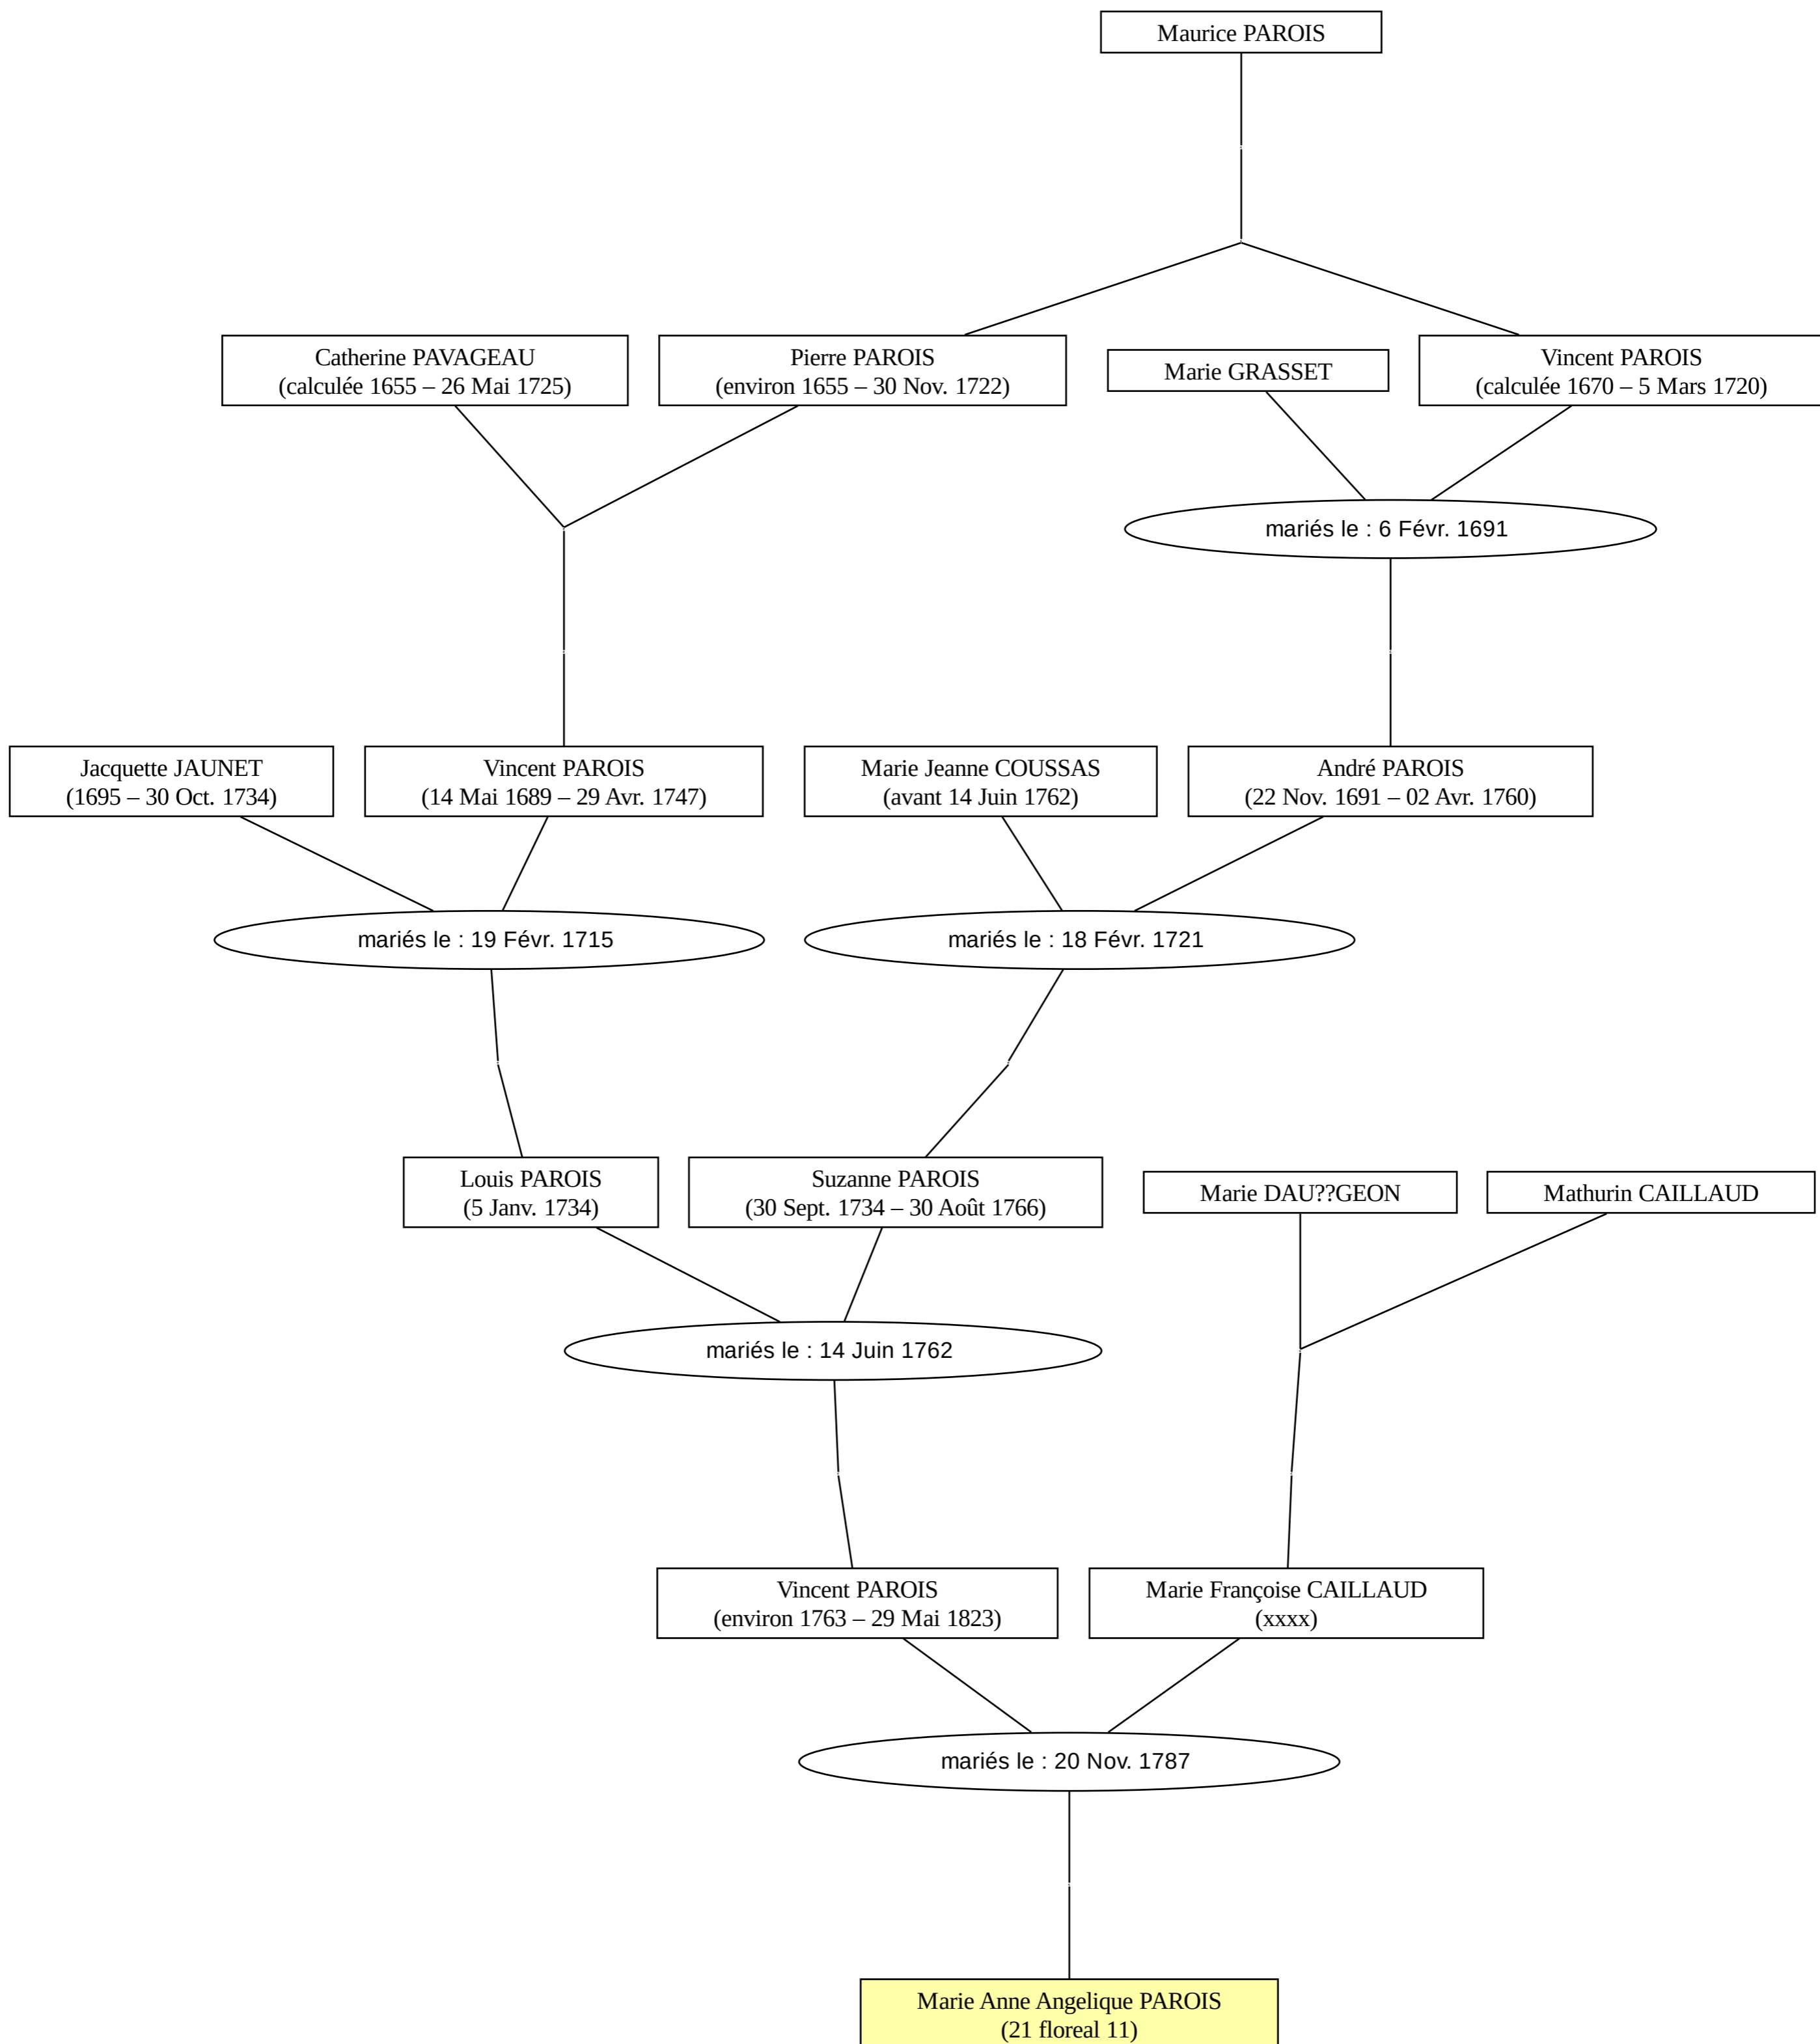 Maurice PAROIS
Catherine PAVAGEAU
(calculée 1655 – 26 Mai 1725)
Pierre PAROIS
(environ 1655 – 30 Nov. 1722)
Marie GRASSET
Vincent PAROIS
(calculée 1670 – 5 Mars 1720)
mariés le : 6 Févr. 1691
Jacquette JAUNET
(1695 – 30 Oct. 1734)
Vincent PAROIS
(14 Mai 1689 – 29 Avr. 1747)
Marie Jeanne COUSSAS
(avant 14 Juin 1762)
André PAROIS
(22 Nov. 1691 – 02 Avr. 1760)
mariés le : 19 Févr. 1715
mariés le : 18 Févr. 1721
Louis PAROIS
(5 Janv. 1734)
Suzanne PAROIS
(30 Sept. 1734 – 30 Août 1766)
Marie DAU??GEON
Mathurin CAILLAUD
mariés le : 14 Juin 1762
Vincent PAROIS
(environ 1763 – 29 Mai 1823)
Marie Françoise CAILLAUD
(xxxx)
mariés le : 20 Nov. 1787
Marie Anne Angelique PAROIS
(21 floreal 11)